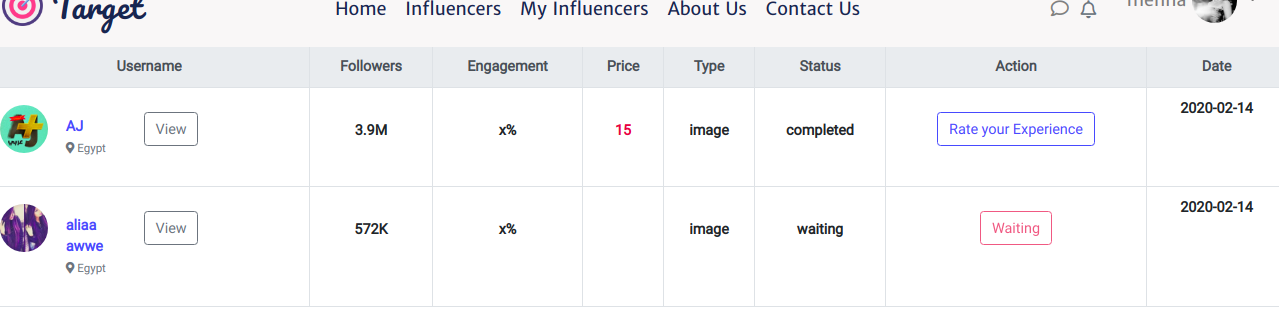 Target
Home Influencers My Influencers About Us Contact Us
menna
Username Followers Engagement Price Type Status Action Date
AJ View 3.9M x% 15 image completed Rate your Experience 2020-02-14
Egypt
aliaa View 572K x% image waiting Waiting 2020-02-14
awwe
Egypt